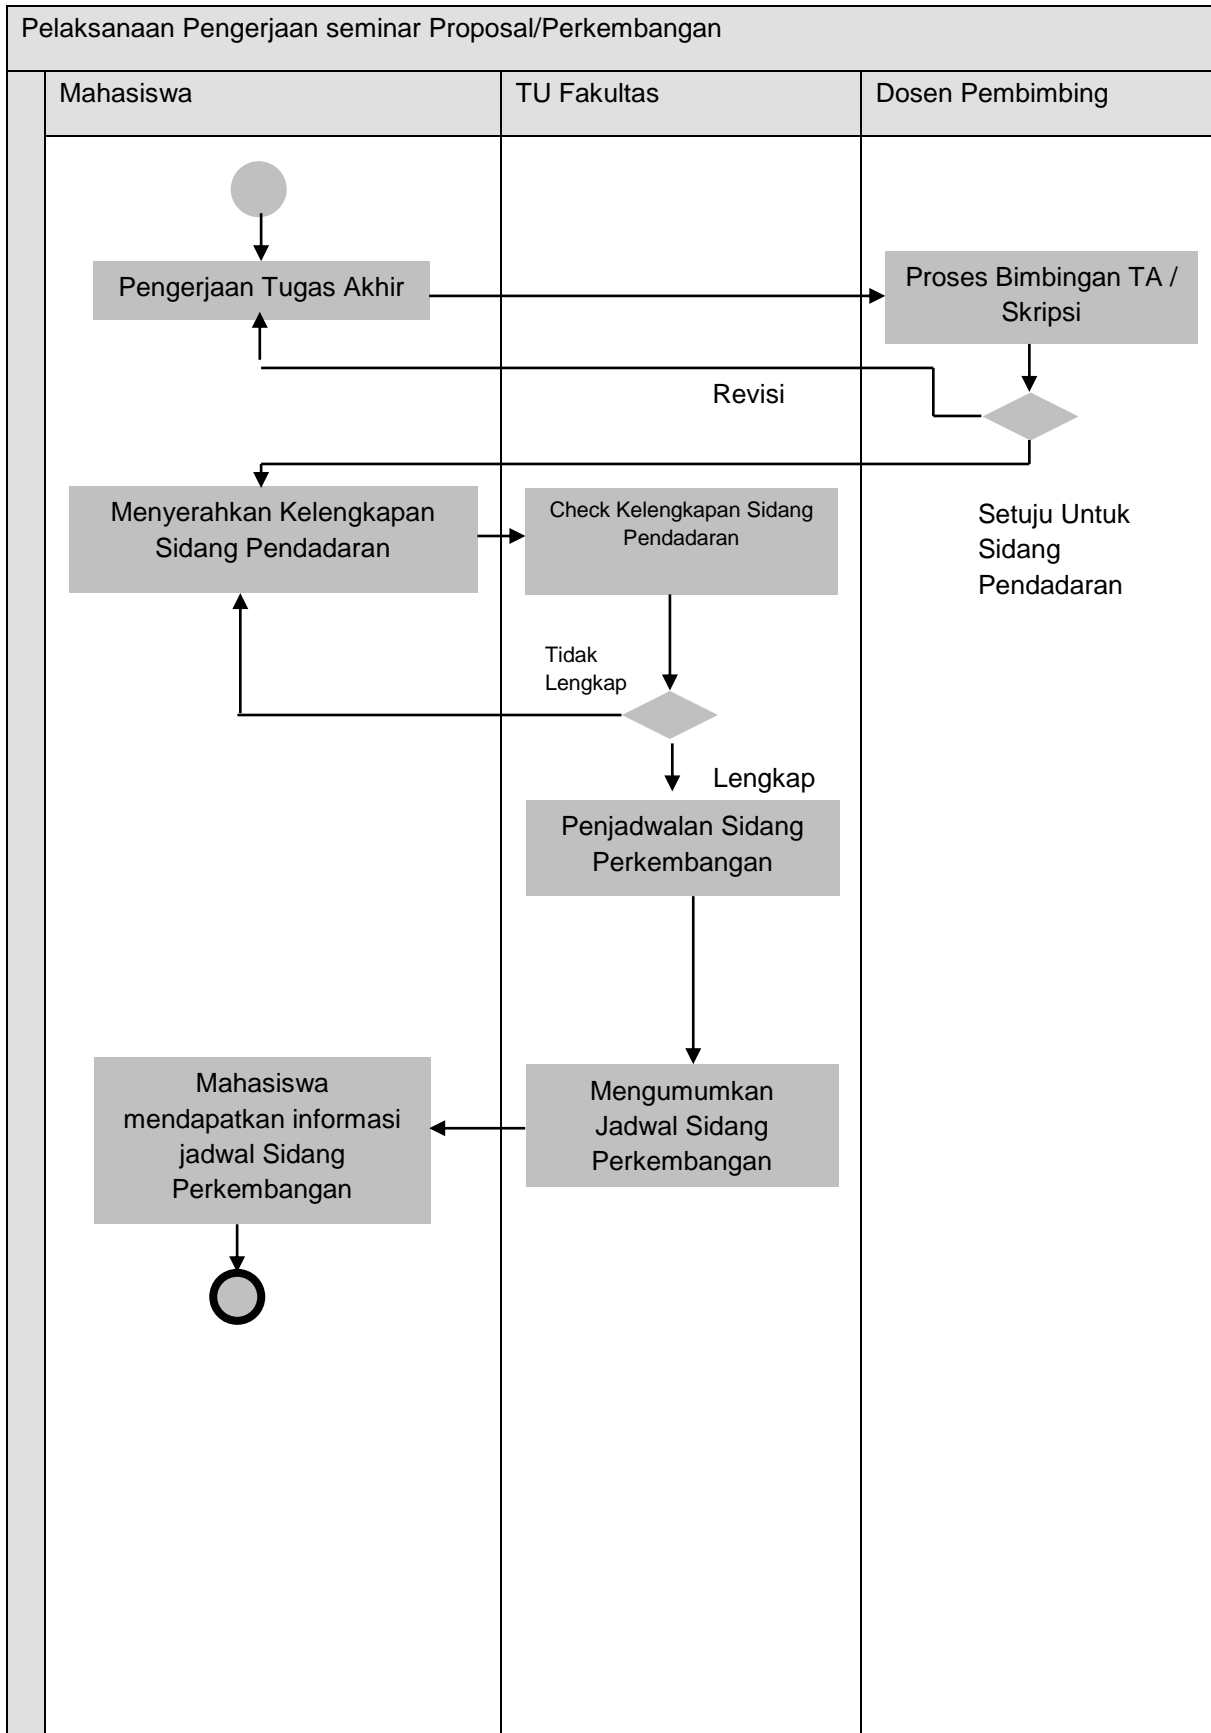 Pelaksanaan Pengerjaan seminar Proposal/Perkembangan
Mahasiswa
TU Fakultas
Dosen Pembimbing
Pengerjaan Tugas Akhir
Proses Bimbingan TA /
Skripsi
Revisi
Menyerahkan Kelengkapan
Sidang Pendadaran
Check Kelengkapan Sidang
Pendadaran
Setuju Untuk
Sidang
Pendadaran
Tidak
Lengkap
Lengkap
Penjadwalan Sidang
Perkembangan
Mahasiswa
mendapatkan informasi
jadwal Sidang
Perkembangan
Mengumumkan
Jadwal Sidang
Perkembangan